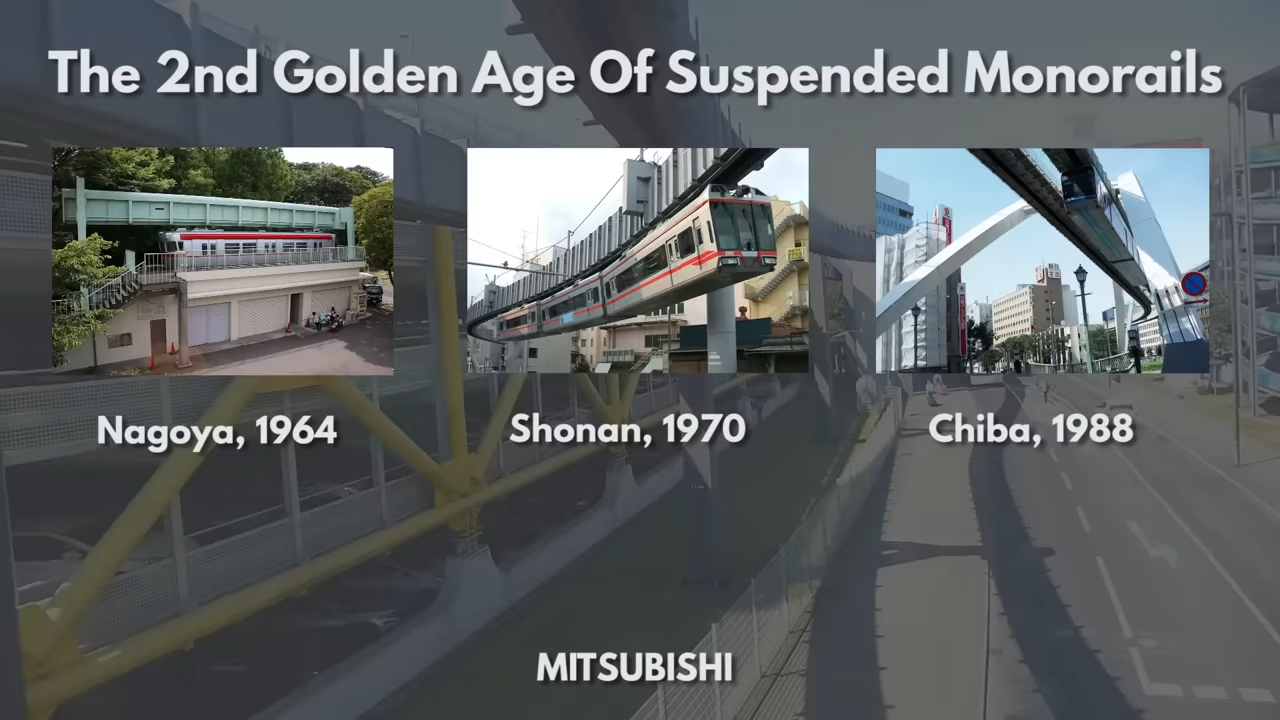 The 2nd Golden Age Of Suspended Monorails
Nagoya, 1964
Shonan, 1970
Chiba, 1988
MITSUBISHI